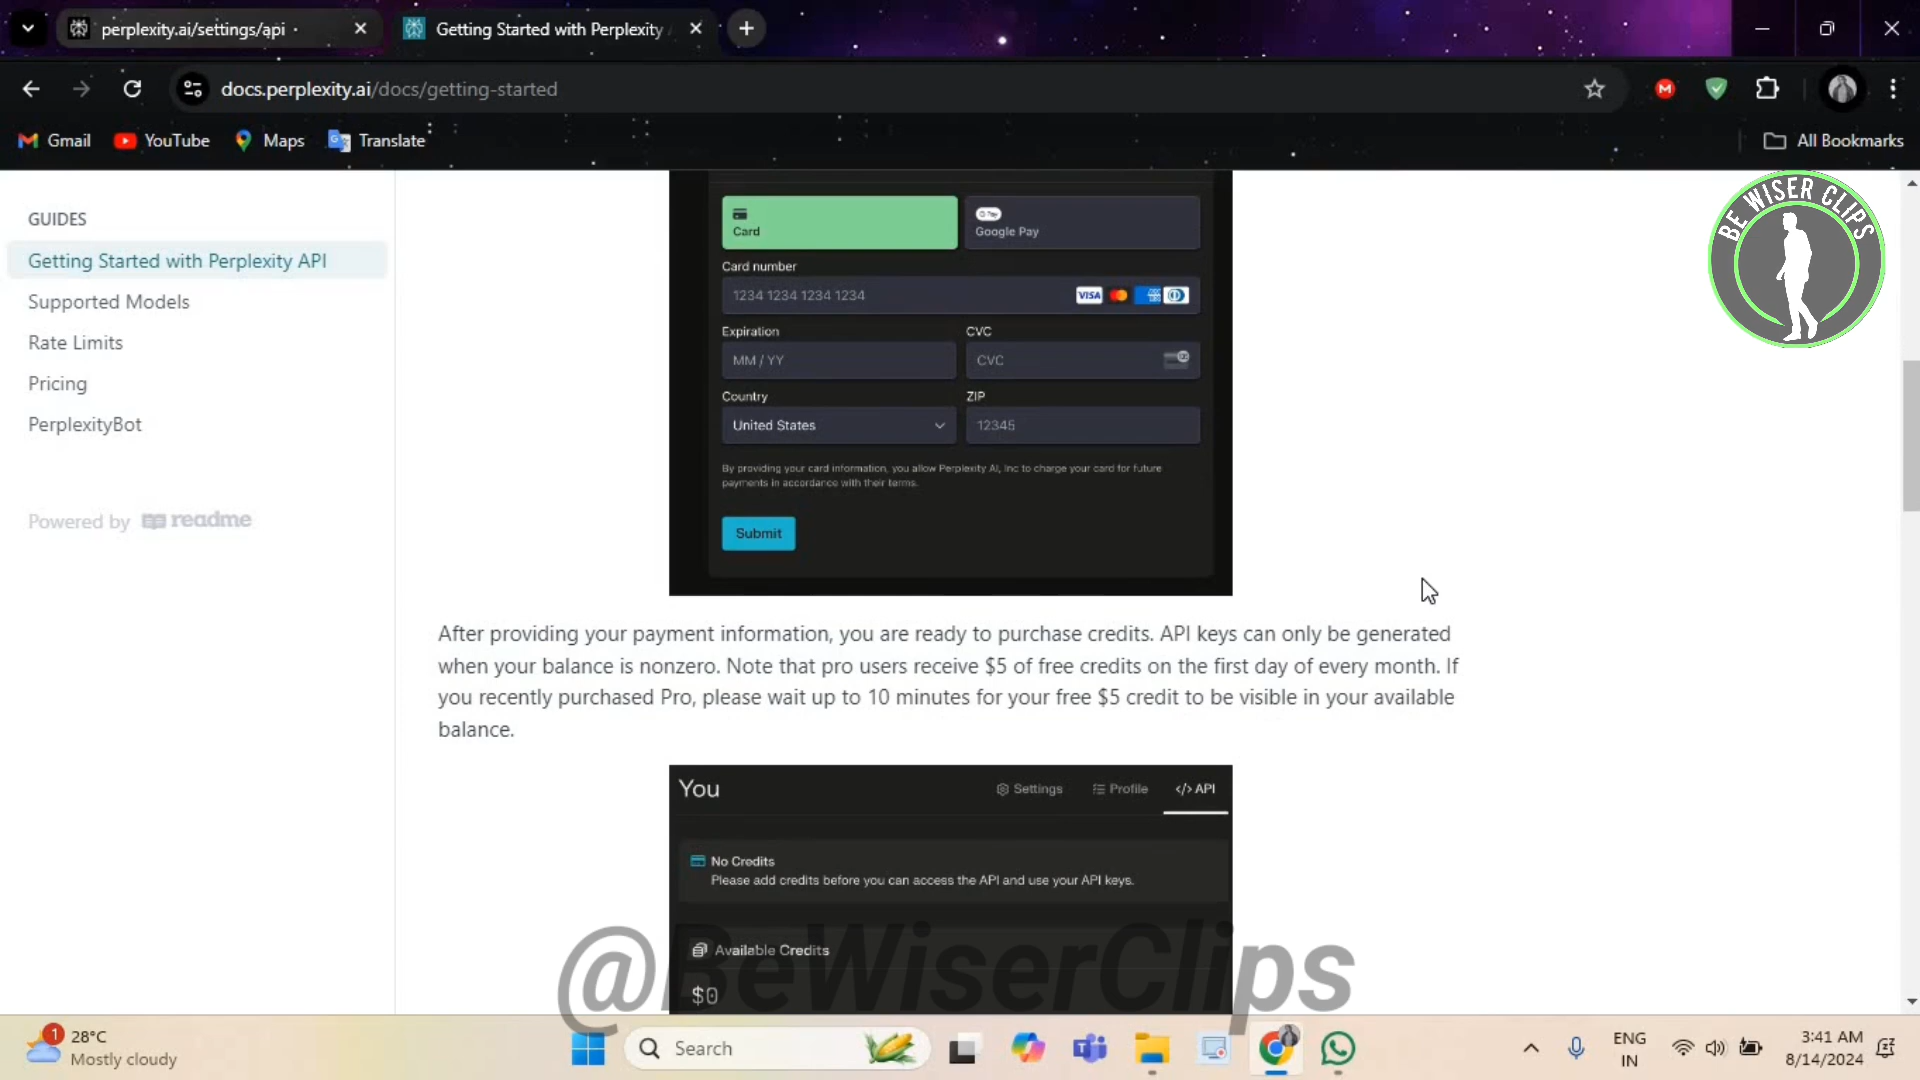 perplexity.ai/settings/api
Getting Started with Perplexity
docs.perplexity.ai/docs/getting-started
Gmail YouTube Maps Translate All Bookmarks
BE WISER CLIPS
GUIDES
Getting Started with Perplexity API
Supported Models
Rate Limits
Pricing
PerplexityBot
Powered by readme
Card
G Pay
Google Pay
Card number
1234 1234 1234 1234 VISA
Expiration CVC
MM / YY CVC
Country ZIP
United States 12345
By providing your card information, you allow Perplexity AI, Inc to charge your card for future
payments in accordance with their terms.
Submit
After providing your payment information, you are ready to purchase credits. API keys can only be generated
when your balance is nonzero. Note that pro users receive $5 of free credits on the first day of every month. If
you recently purchased Pro, please wait up to 10 minutes for your free $5 credit to be visible in your available
balance.
You Settings Profile </> API
No Credits
Please add credits before you can access the API and use your API keys.
Available Credits
$0
@BeWiserClips
1
28°C
Mostly cloudy
Search
ENG
IN
3:41 AM
8/14/2024